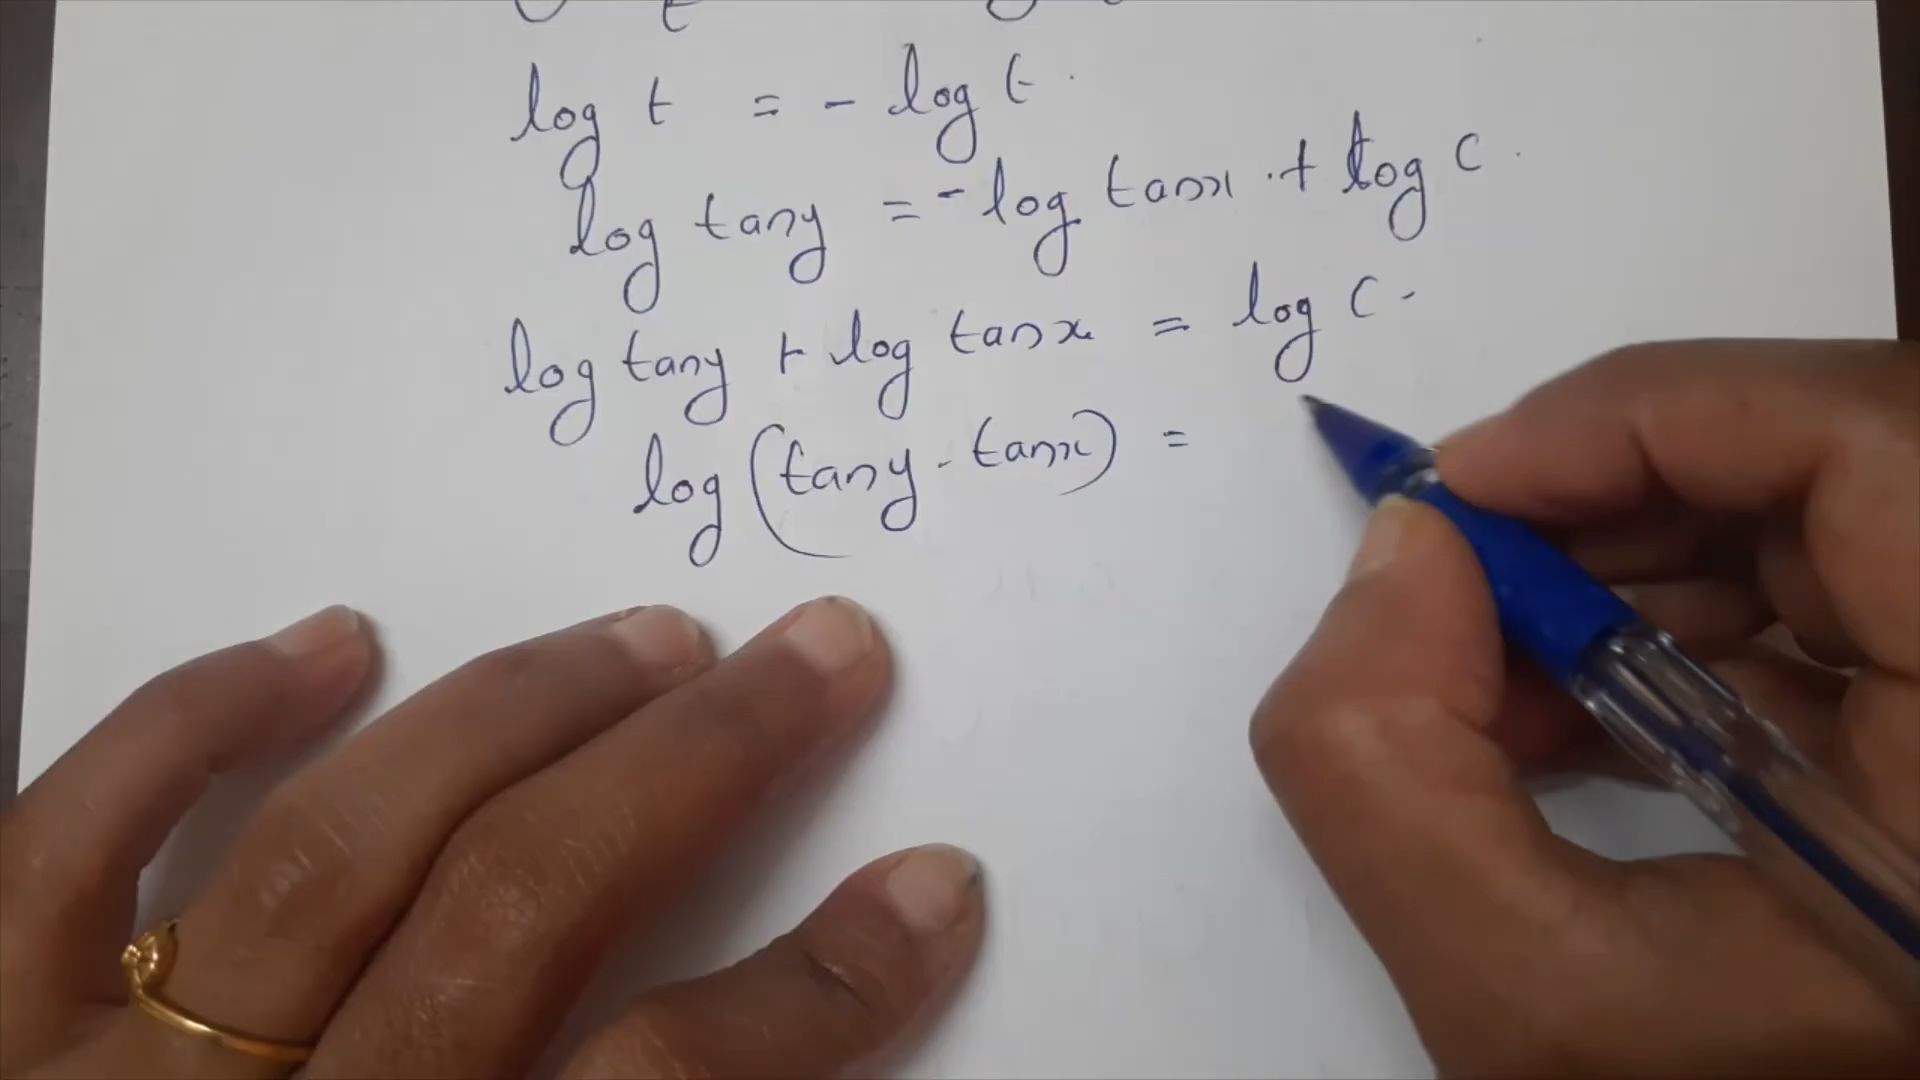 log t = - log t
log tany = - log tanx + log c
log tany + log tanx = log c
log (tany . tanx) =